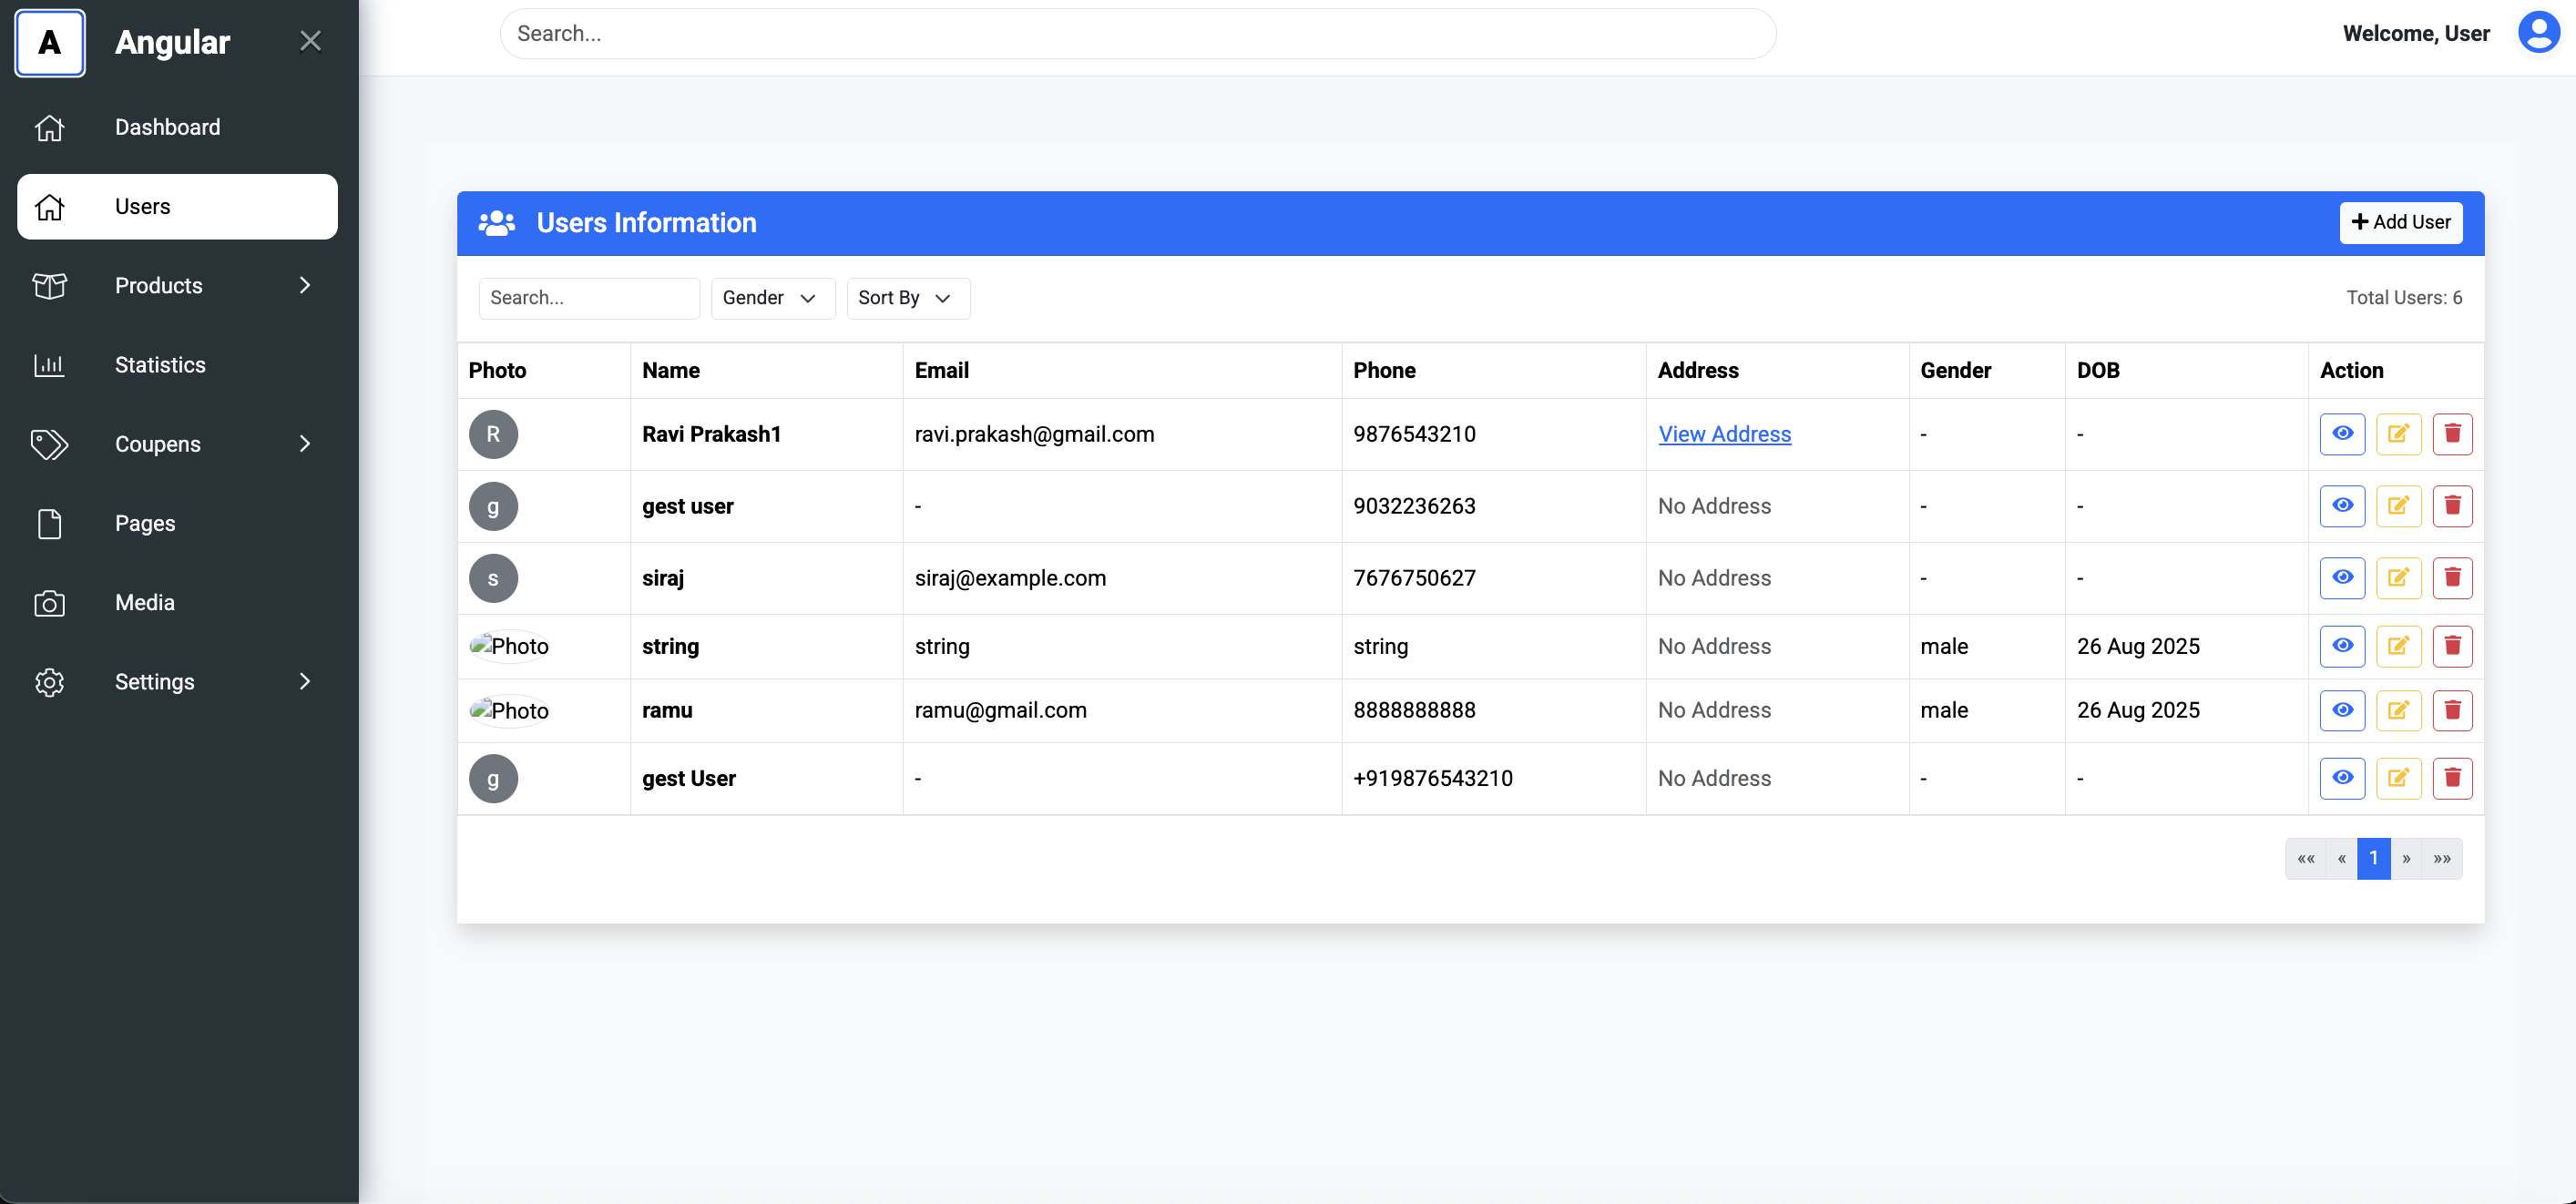 A Angular
Search...
Welcome, User
Dashboard
Users
Products
Statistics
Coupens
Pages
Media
Settings
Users Information
Add User
Search... Gender Sort By Total Users: 6
Photo Name Email Phone Address Gender DOB Action
R Ravi Prakash1 ravi.prakash@gmail.com 9876543210 View Address - -
g gest user - 9032236263 No Address - -
s siraj siraj@example.com 7676750627 No Address - -
Photo string string string No Address male 26 Aug 2025
Photo ramu ramu@gmail.com 8888888888 No Address male 26 Aug 2025
g gest User - +919876543210 No Address - -
«« « 1 » »»